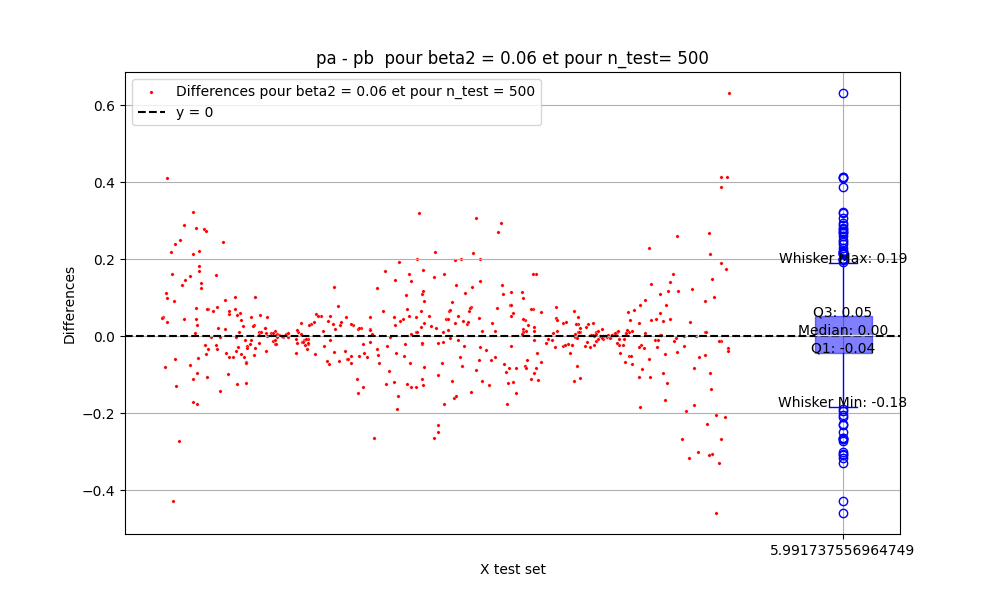 pa - pb  pour beta2 = 0.06 et pour n_test= 500
Differences pour beta2 = 0.06 et pour n_test = 500
y = 0
0.6
0.4
0.2
0.0
−0.2
−0.4
Differences
Whisker Max: 0.19
Q3: 0.05
Median: 0.00
Q1: -0.04
Whisker Min: -0.18
5.991737556964749
X test set